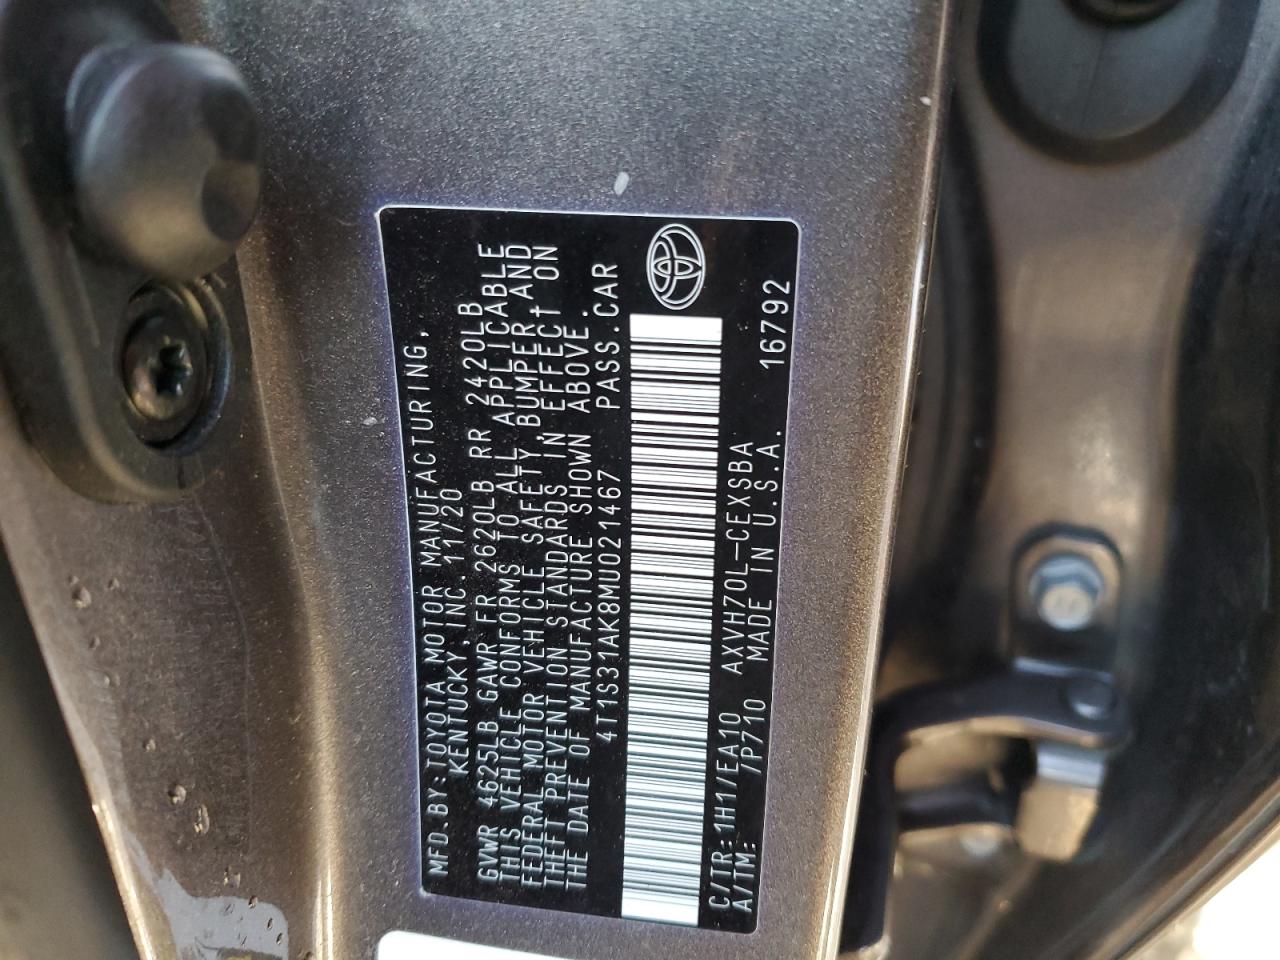 MFD.BY:TOYOTA MOTOR MANUFACTURING,
KENTUCKY,INC. 11/20
GVWR 4625LB GAWR FR 2620LB RR 2420LB
THIS VEHICLE CONFORMS TO ALL APPLICABLE
FEDERAL MOTOR VEHICLE SAFETY,BUMPER,AND
THEFT PREVENTION STANDARDS IN EFFECT ON
THE DATE OF MANUFACTURE SHOWN ABOVE.
4T1S31AK8MU021467 PASS.CAR
C/TR:1H1/EA10 AXVH70L-CEXSBA
A/TM: /P710 MADE IN U.S.A. 16792